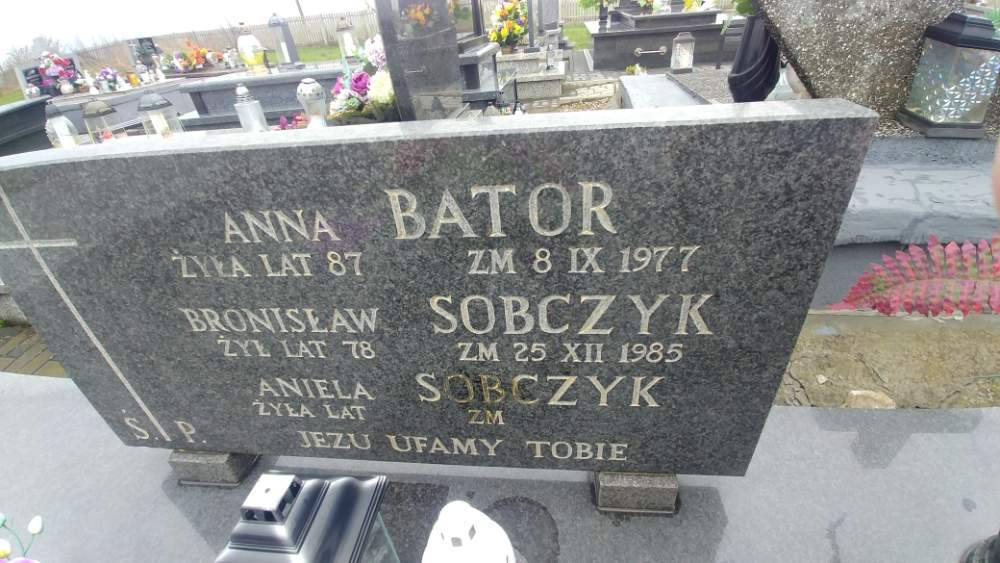 ANNA BATOR
ŻYŁA LAT 87 ZM 8 IX 1977
BRONISŁAW SOBCZYK
ŻYŁ LAT 78 ZM 25 XII 1985
ANIELA SOBCZYK
ŻYŁA LAT ZM
Ś.P.
JEZU UFAMY TOBIE